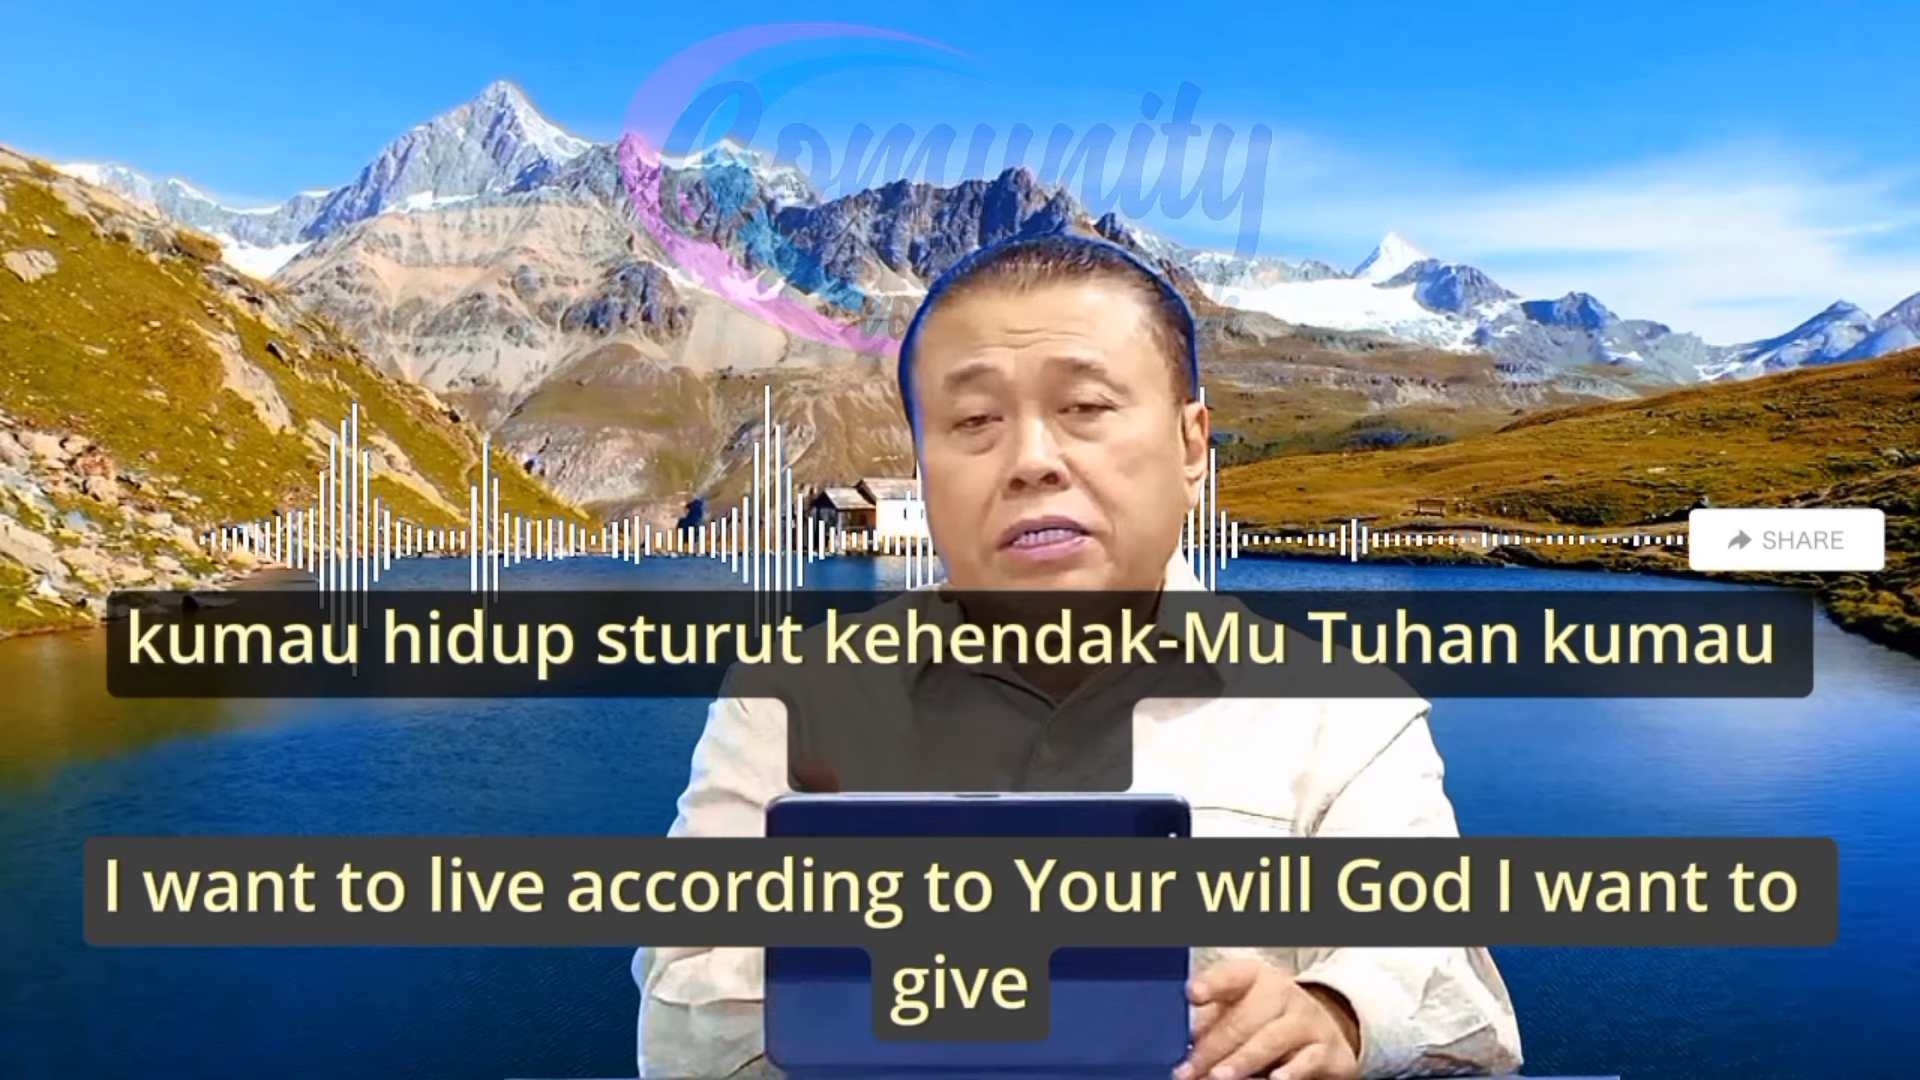 Comunity
SHARE
kumau hidup sturut kehendak-Mu Tuhan kumau
I want to live according to Your will God I want to
give